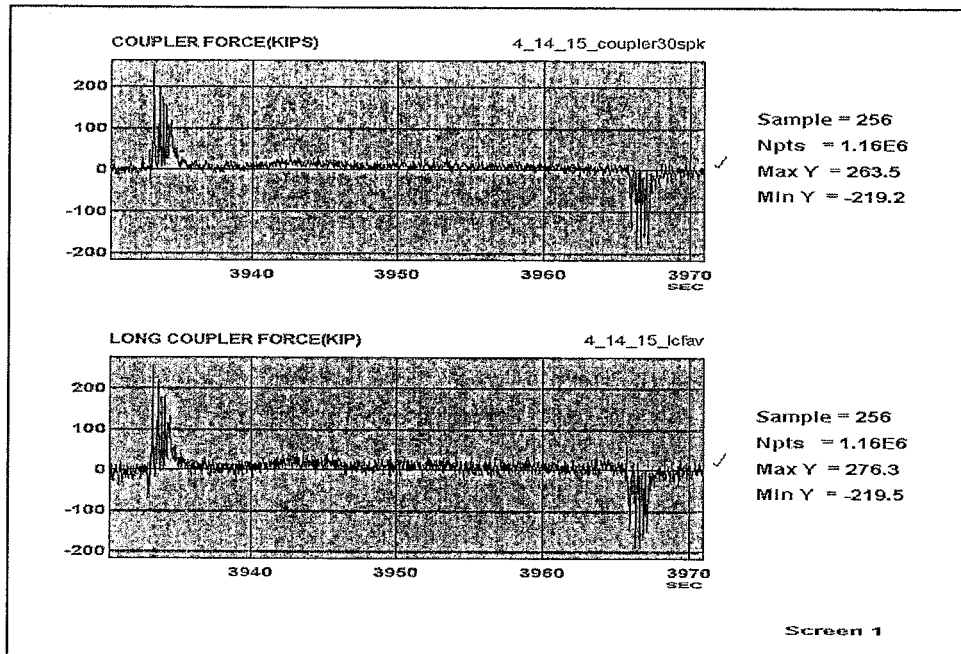 COUPLER FORCE(KIPS) 4_14_15_coupler30spk
200
100
0
-100
-200
3940 3950 3960 3970
SEC
Sample = 256
Npts = 1.16E6
Max Y = 263.5
Min Y = -219.2
LONG COUPLER FORCE(KIP) 4_14_15_lcfav
200
100
0
-100
-200
3940 3950 3960 3970
SEC
Sample = 256
Npts = 1.16E6
Max Y = 276.3
Min Y = -219.5
Screen 1